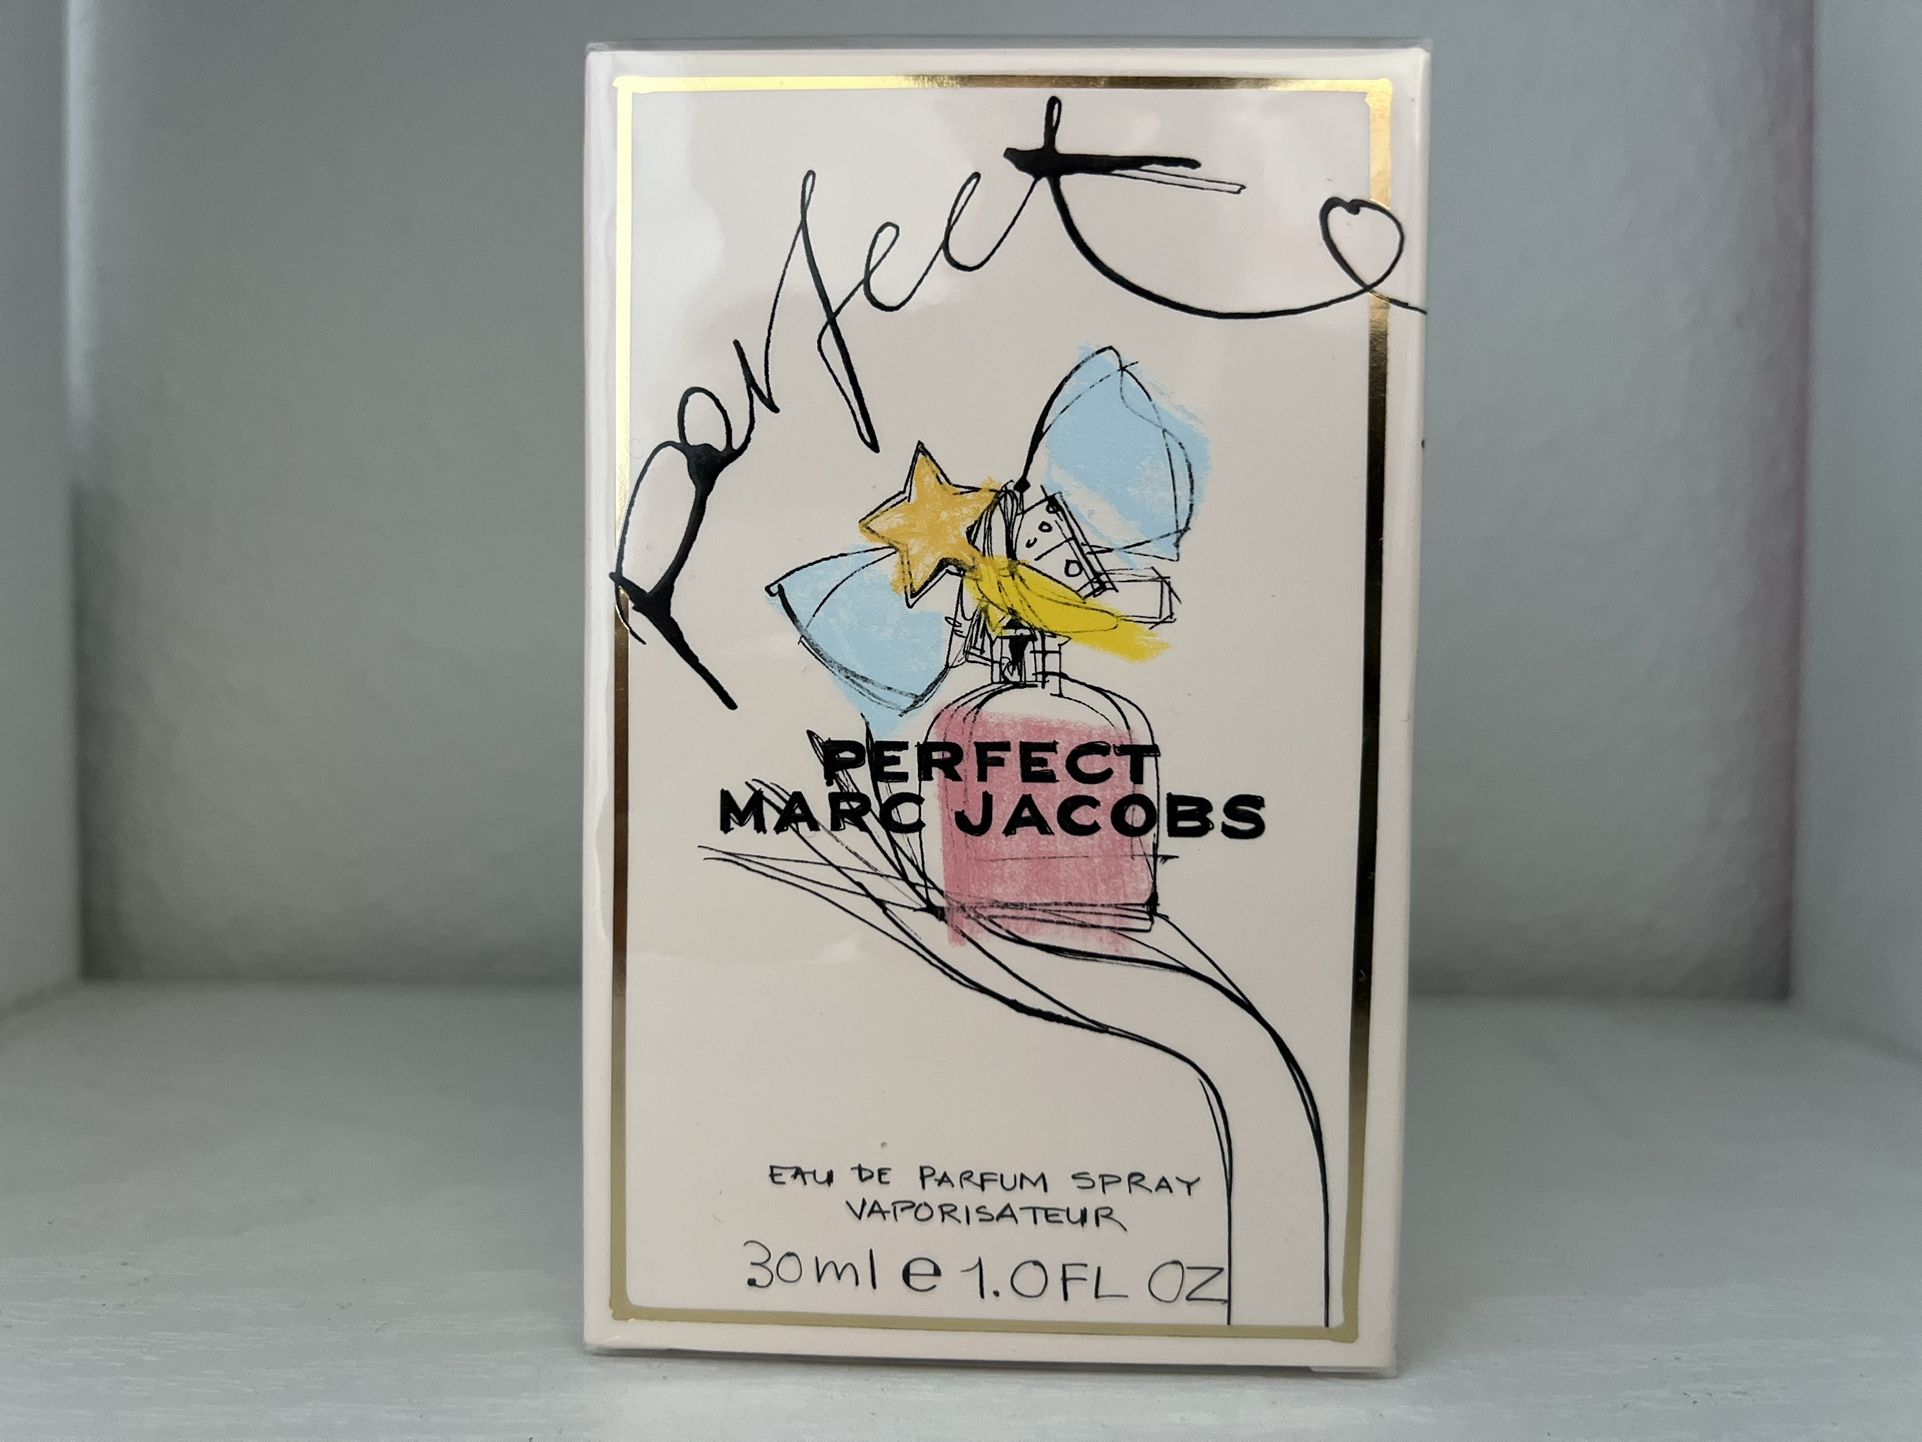 Perfect
PERFECT
MARC JACOBS
EAU DE PARFUM SPRAY
VAPORISATEUR
30ml e 1.0FL OZ